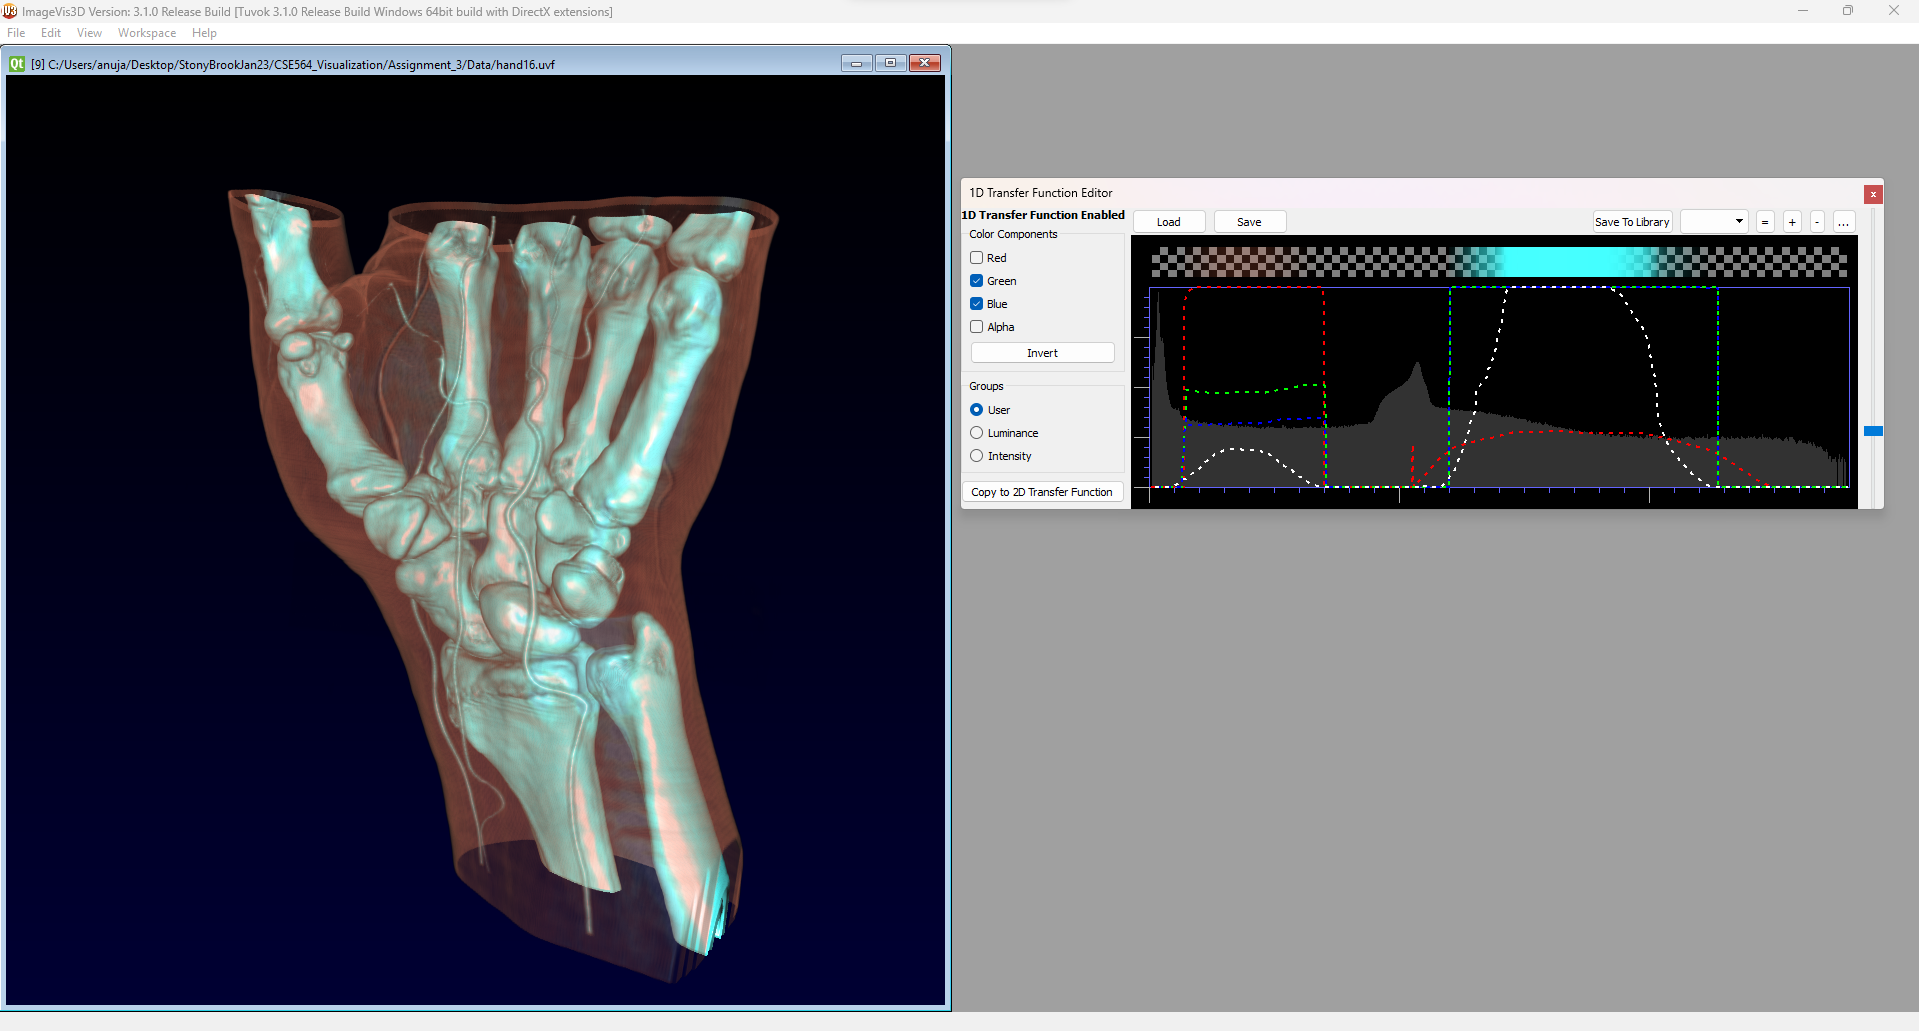 ImageVis3D Version: 3.1.0 Release Build [Tuvok 3.1.0 Release Build Windows 64bit build with DirectX extensions]
File Edit View Workspace Help
Qt [9] C:/Users/anuja/Desktop/StonyBrookJan23/CSE564_Visualization/Assignment_3/Data/hand16.uvf
1D Transfer Function Editor
1D Transfer Function Enabled
Load Save Save To Library = + - ...
Color Components
Red
Green
Blue
Alpha
Invert
Groups
User
Luminance
Intensity
Copy to 2D Transfer Function